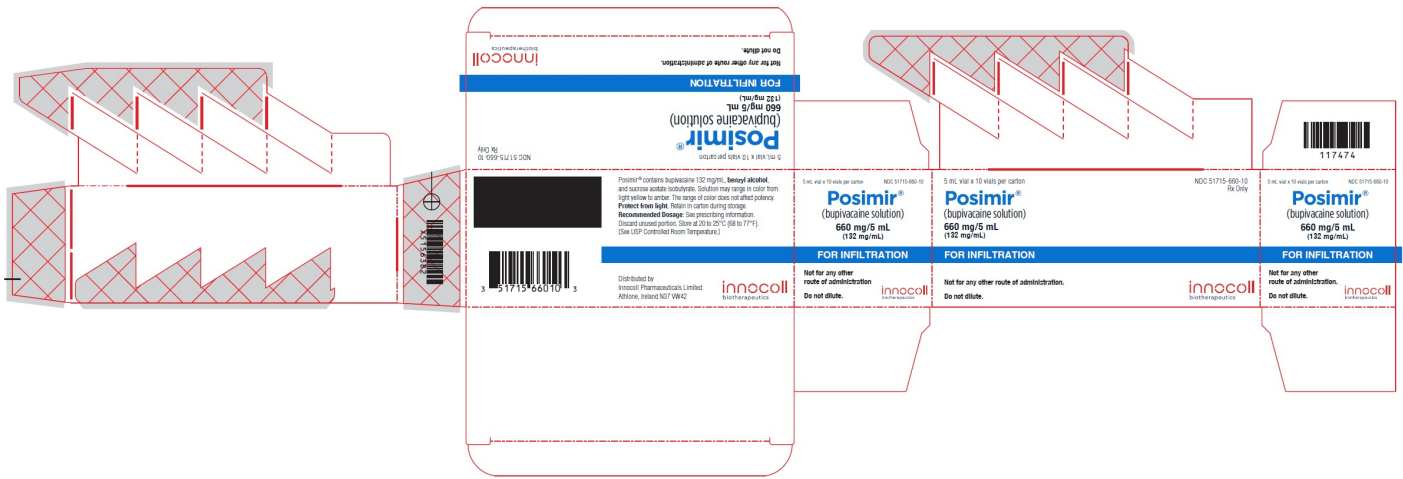 innocoll
biotherapeutics
Not for any other route of administration.
Do not dilute.
FOR INFILTRATION
660 mg/5 mL
(132 mg/mL)
Posimir®
(bupivacaine solution)
5 mL vial x 10 vials per carton
NDC 51715-660-10
Rx Only
X5156382
Posimir® contains bupivacaine 132 mg/mL, benzyl alcohol,
and sucrose acetate isobutyrate. Solution may range in color from
light yellow to amber. The range of color does not affect potency.
Protect from light. Retain in carton during storage.
Recommended Dosage: See prescribing information.
Discard unused portion. Store at 20 to 25°C (68 to 77°F).
[See USP Controlled Room Temperature.]
3 51715 66010 3
Distributed by
Innocoll Pharmaceuticals Limited
Athlone, Ireland N37 VW42
innocoll
biotherapeutics
5 mL vial x 10 vials per carton NDC 51715-660-10
Posimir®
(bupivacaine solution)
660 mg/5 mL
(132 mg/mL)
FOR INFILTRATION
Not for any other
route of administration
Do not dilute.
innocoll
biotherapeutics
5 mL vial x 10 vials per carton
NDC 51715-660-10
Rx Only
Posimir®
(bupivacaine solution)
660 mg/5 mL
(132 mg/mL)
FOR INFILTRATION
Not for any other route of administration.
Do not dilute.
innocoll
biotherapeutics
117474
5 mL vial x 10 vials per carton NDC 51715-660-10
Posimir®
(bupivacaine solution)
660 mg/5 mL
(132 mg/mL)
FOR INFILTRATION
Not for any other
route of administration.
Do not dilute.
innocoll
biotherapeutics